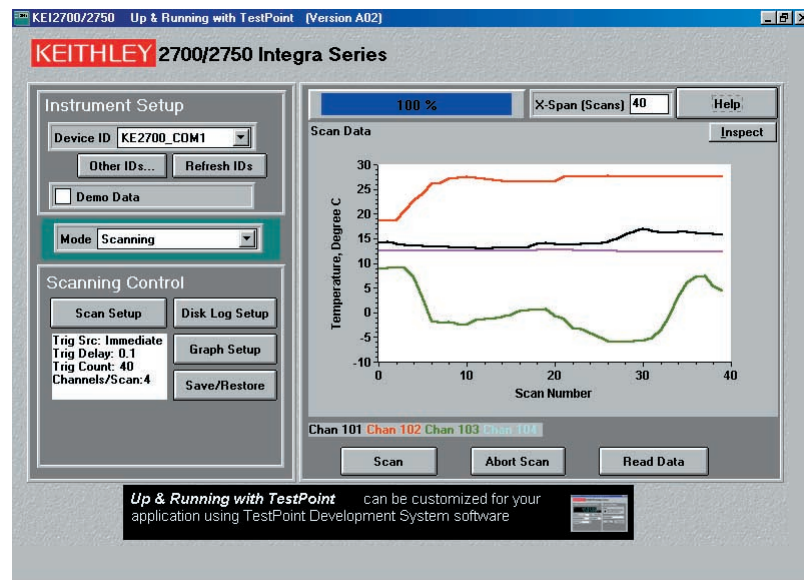 KEI2700/2750 Up & Running with TestPoint (Version A02)
KEITHLEY 2700/2750 Integra Series
Instrument Setup
Device ID KE2700_COM1
Other IDs... Refresh IDs
Demo Data
Mode Scanning
Scanning Control
Scan Setup Disk Log Setup
Trig Src: Immediate
Trig Delay: 0.1
Trig Count: 40
Channels/Scan:4
Graph Setup
Save/Restore
100 % X-Span (Scans) 40 Help
Scan Data Inspect
Temperature, Degree C
30
25
20
15
10
5
0
-5
-10
0 10 20 30 40
Scan Number
Chan 101 Chan 102 Chan 103 Chan 104
Scan Abort Scan Read Data
Up & Running with TestPoint can be customized for your
application using TestPoint Development System software